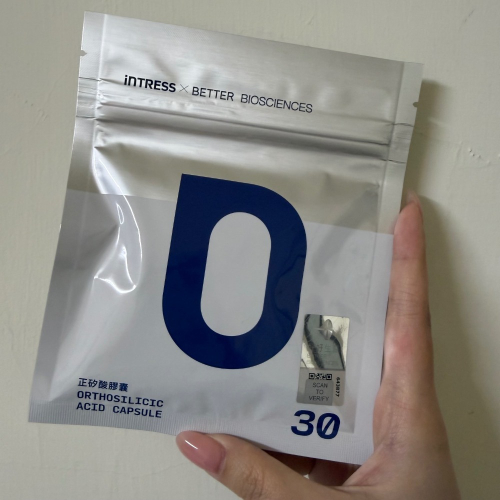 iNTRESS × BETTER BIOSCIENCES
D
正矽酸膠囊
ORTHOSILICIC
ACID CAPSULE
SCAN
TO
VERIFY
30